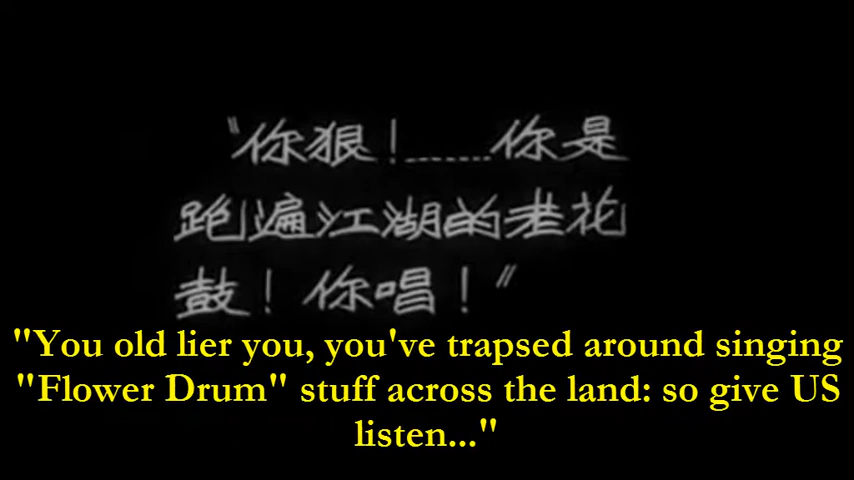 "你狠！……你是
跑遍江湖的老花
鼓！你唱！"
"You old lier you, you've trapsed around singing
"Flower Drum" stuff across the land: so give US
listen..."